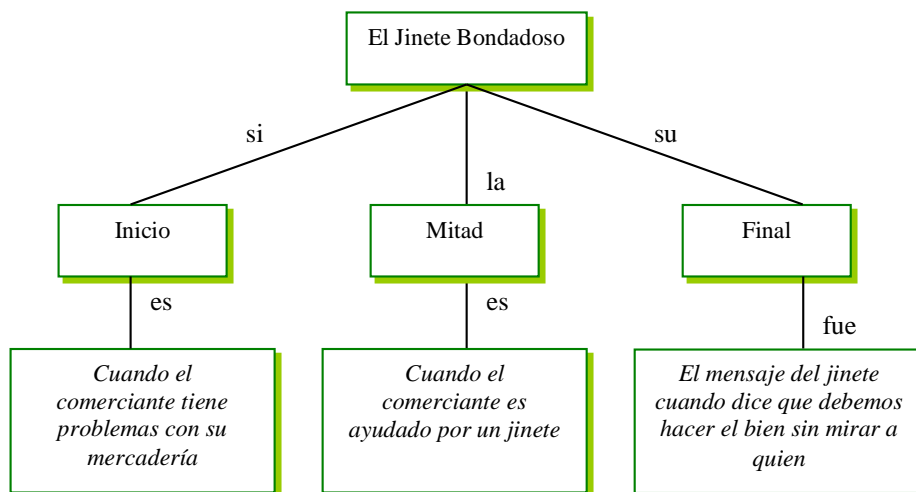 El Jinete Bondadoso
si
la
su
Inicio
Mitad
Final
es
es
fue
Cuando el
comerciante tiene
problemas con su
mercadería
Cuando el
comerciante es
ayudado por un jinete
El mensaje del jinete
cuando dice que debemos
hacer el bien sin mirar a
quien